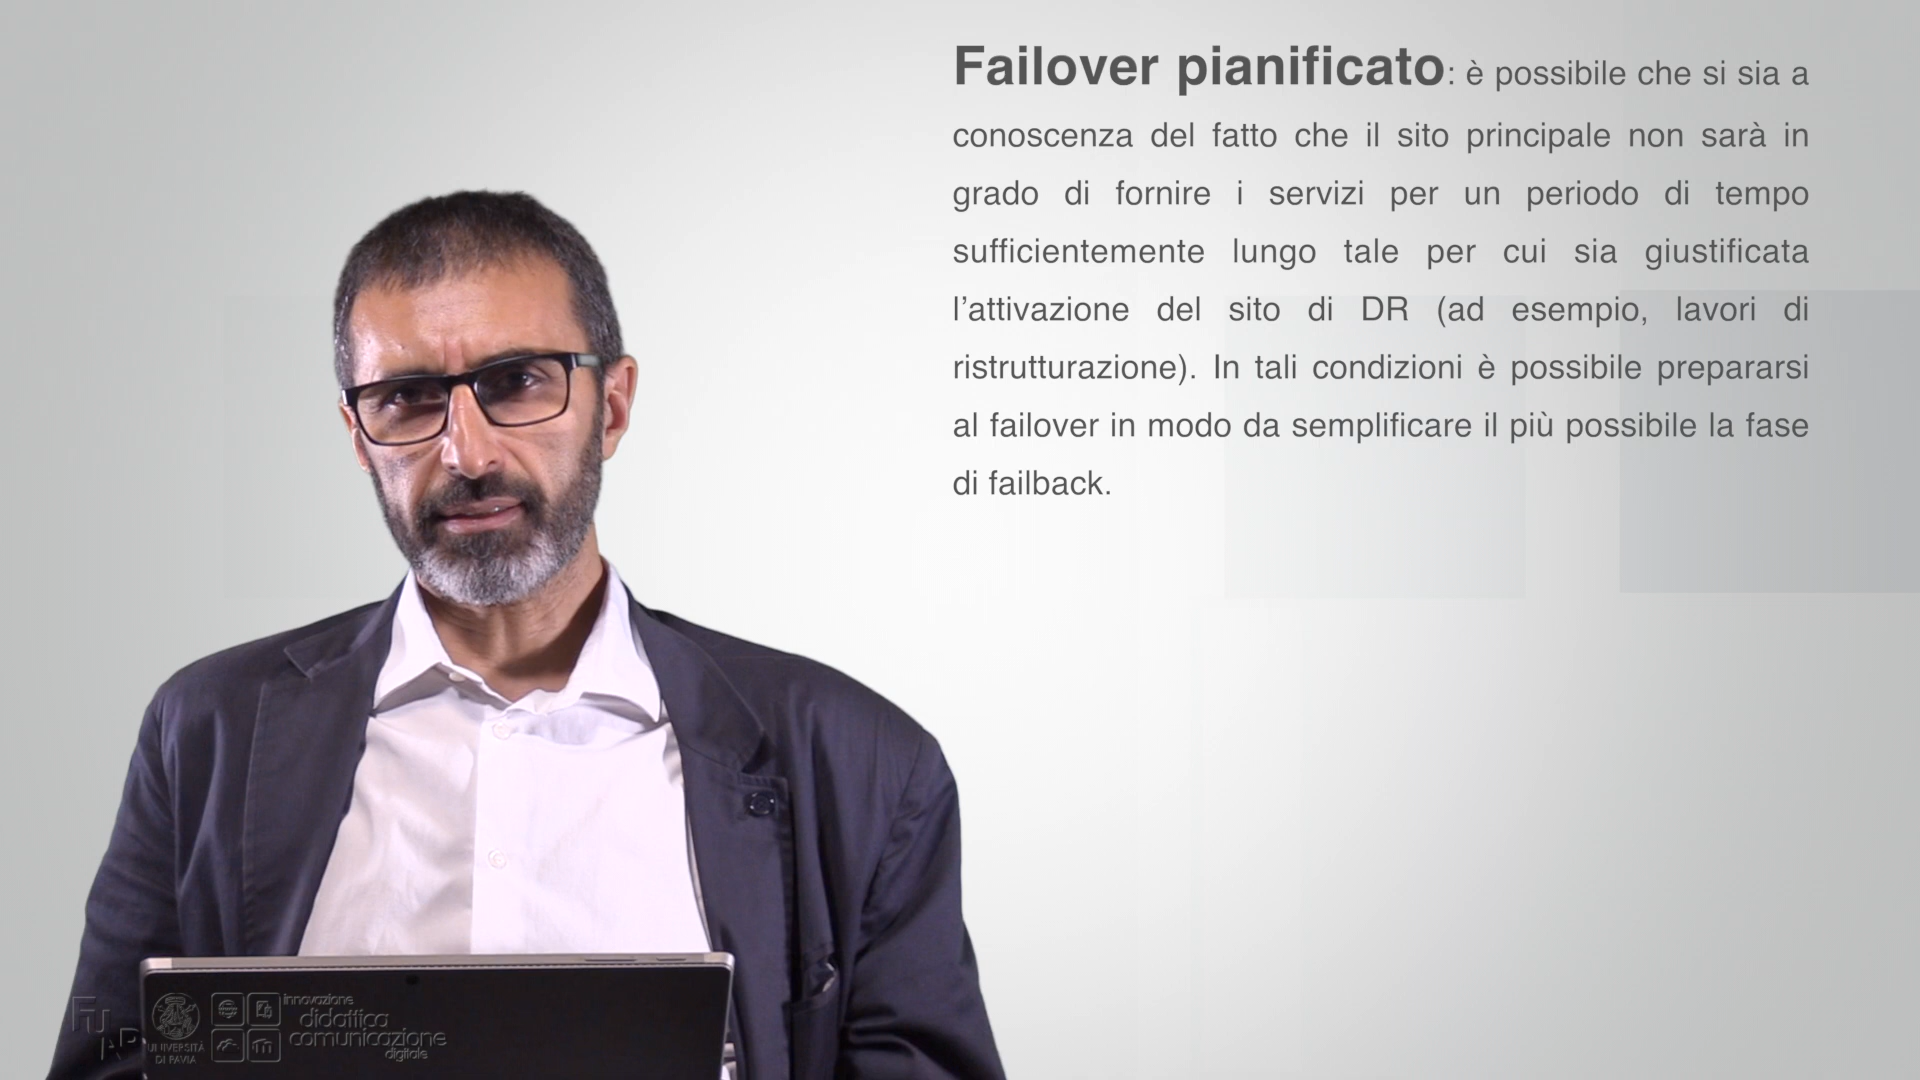 Failover pianificato: è possibile che si sia a
conoscenza del fatto che il sito principale non sarà in
grado di fornire i servizi per un periodo di tempo
sufficientemente lungo tale per cui sia giustificata
l’attivazione del sito di DR (ad esempio, lavori di
ristrutturazione). In tali condizioni è possibile prepararsi
al failover in modo da semplificare il più possibile la fase
di failback.
UNIVERSITÀ
DI PAVIA
innovazione
didattica
comunicazione
digitale